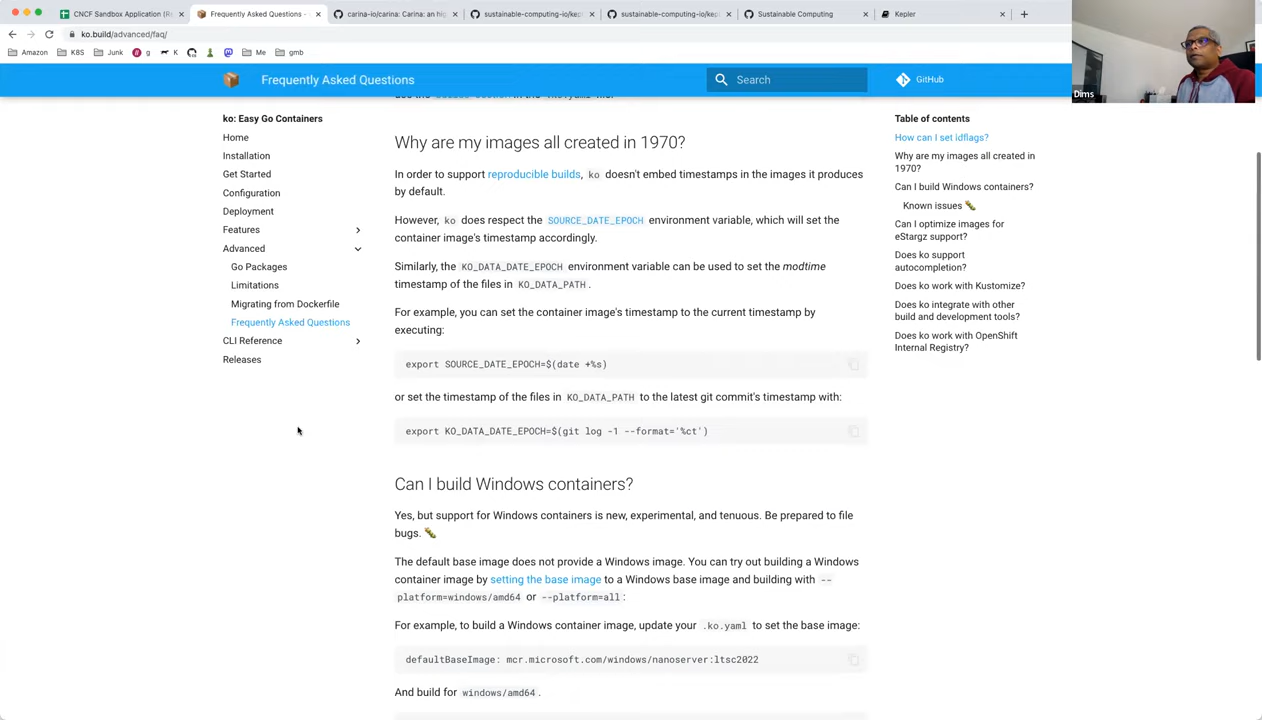 CNCF Sandbox Application (Re
Frequently Asked Questions -
carina-io/carina: Carina: an hig
sustainable-computing-io/kep
sustainable-computing-io/kep
Sustainable Computing
Kepler
ko.build/advanced/faq/
Amazon
K8S
Junk
g
K
Me
gmb
Dims
Frequently Asked Questions
Search
GitHub
ko: Easy Go Containers
Home
Installation
Get Started
Configuration
Deployment
Features
Advanced
Go Packages
Limitations
Migrating from Dockerfile
Frequently Asked Questions
CLI Reference
Releases
Why are my images all created in 1970?
In order to support reproducible builds, ko doesn't embed timestamps in the images it produces
by default.
However, ko does respect the SOURCE_DATE_EPOCH environment variable, which will set the
container image's timestamp accordingly.
Similarly, the KO_DATA_DATE_EPOCH environment variable can be used to set the modtime
timestamp of the files in KO_DATA_PATH.
For example, you can set the container image's timestamp to the current timestamp by
executing:
export SOURCE_DATE_EPOCH=$(date +%s)
or set the timestamp of the files in KO_DATA_PATH to the latest git commit's timestamp with:
export KO_DATA_DATE_EPOCH=$(git log -1 --format='%ct')
Can I build Windows containers?
Yes, but support for Windows containers is new, experimental, and tenuous. Be prepared to file
bugs. 🐛
The default base image does not provide a Windows image. You can try out building a Windows
container image by setting the base image to a Windows base image and building with --
platform=windows/amd64 or --platform=all:
For example, to build a Windows container image, update your .ko.yaml to set the base image:
defaultBaseImage: mcr.microsoft.com/windows/nanoserver:ltsc2022
And build for windows/amd64.
Table of contents
How can I set ldflags?
Why are my images all created in
1970?
Can I build Windows containers?
Known issues 🐛
Can I optimize images for
eStargz support?
Does ko support
autocompletion?
Does ko work with Kustomize?
Does ko integrate with other
build and development tools?
Does ko work with OpenShift
Internal Registry?